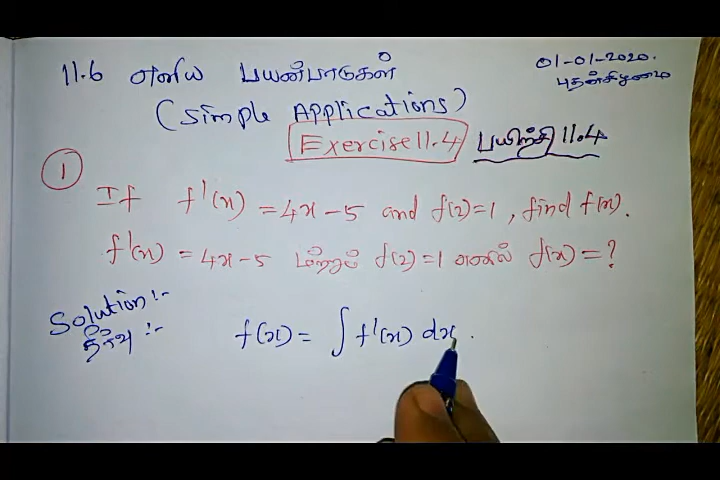 11.6 எளிய பயன்பாடுகள்
01-01-2020.
புதன்கிழமை
(Simple Applications)
Exercise 11.4 பயிற்சி 11.4
1
If f'(x) = 4x-5 and f(2)=1, find f(x).
f'(x) = 4x-5 மற்றும் f(2)=1 எனில் f(x)=?
Solution:-
தீர்வு :-
f(x) = ∫ f'(x) dx.